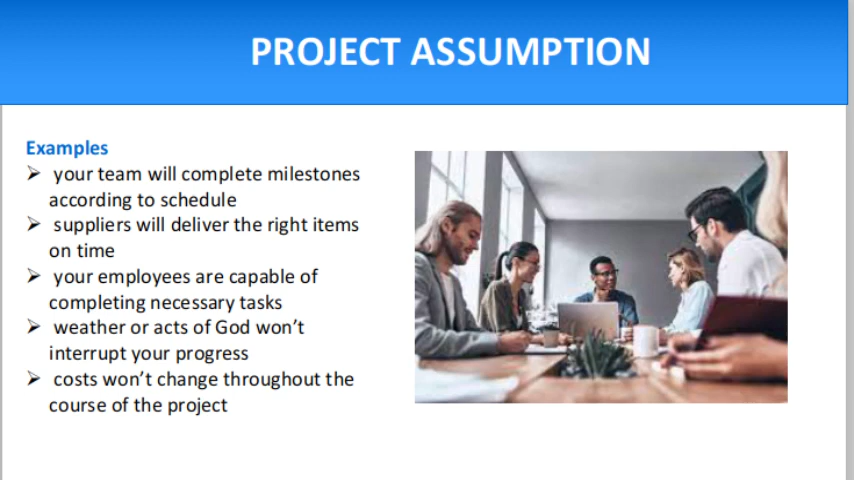 PROJECT ASSUMPTION
Examples
➢ your team will complete milestones
according to schedule
➢ suppliers will deliver the right items
on time
➢ your employees are capable of
completing necessary tasks
➢ weather or acts of God won’t
interrupt your progress
➢ costs won’t change throughout the
course of the project